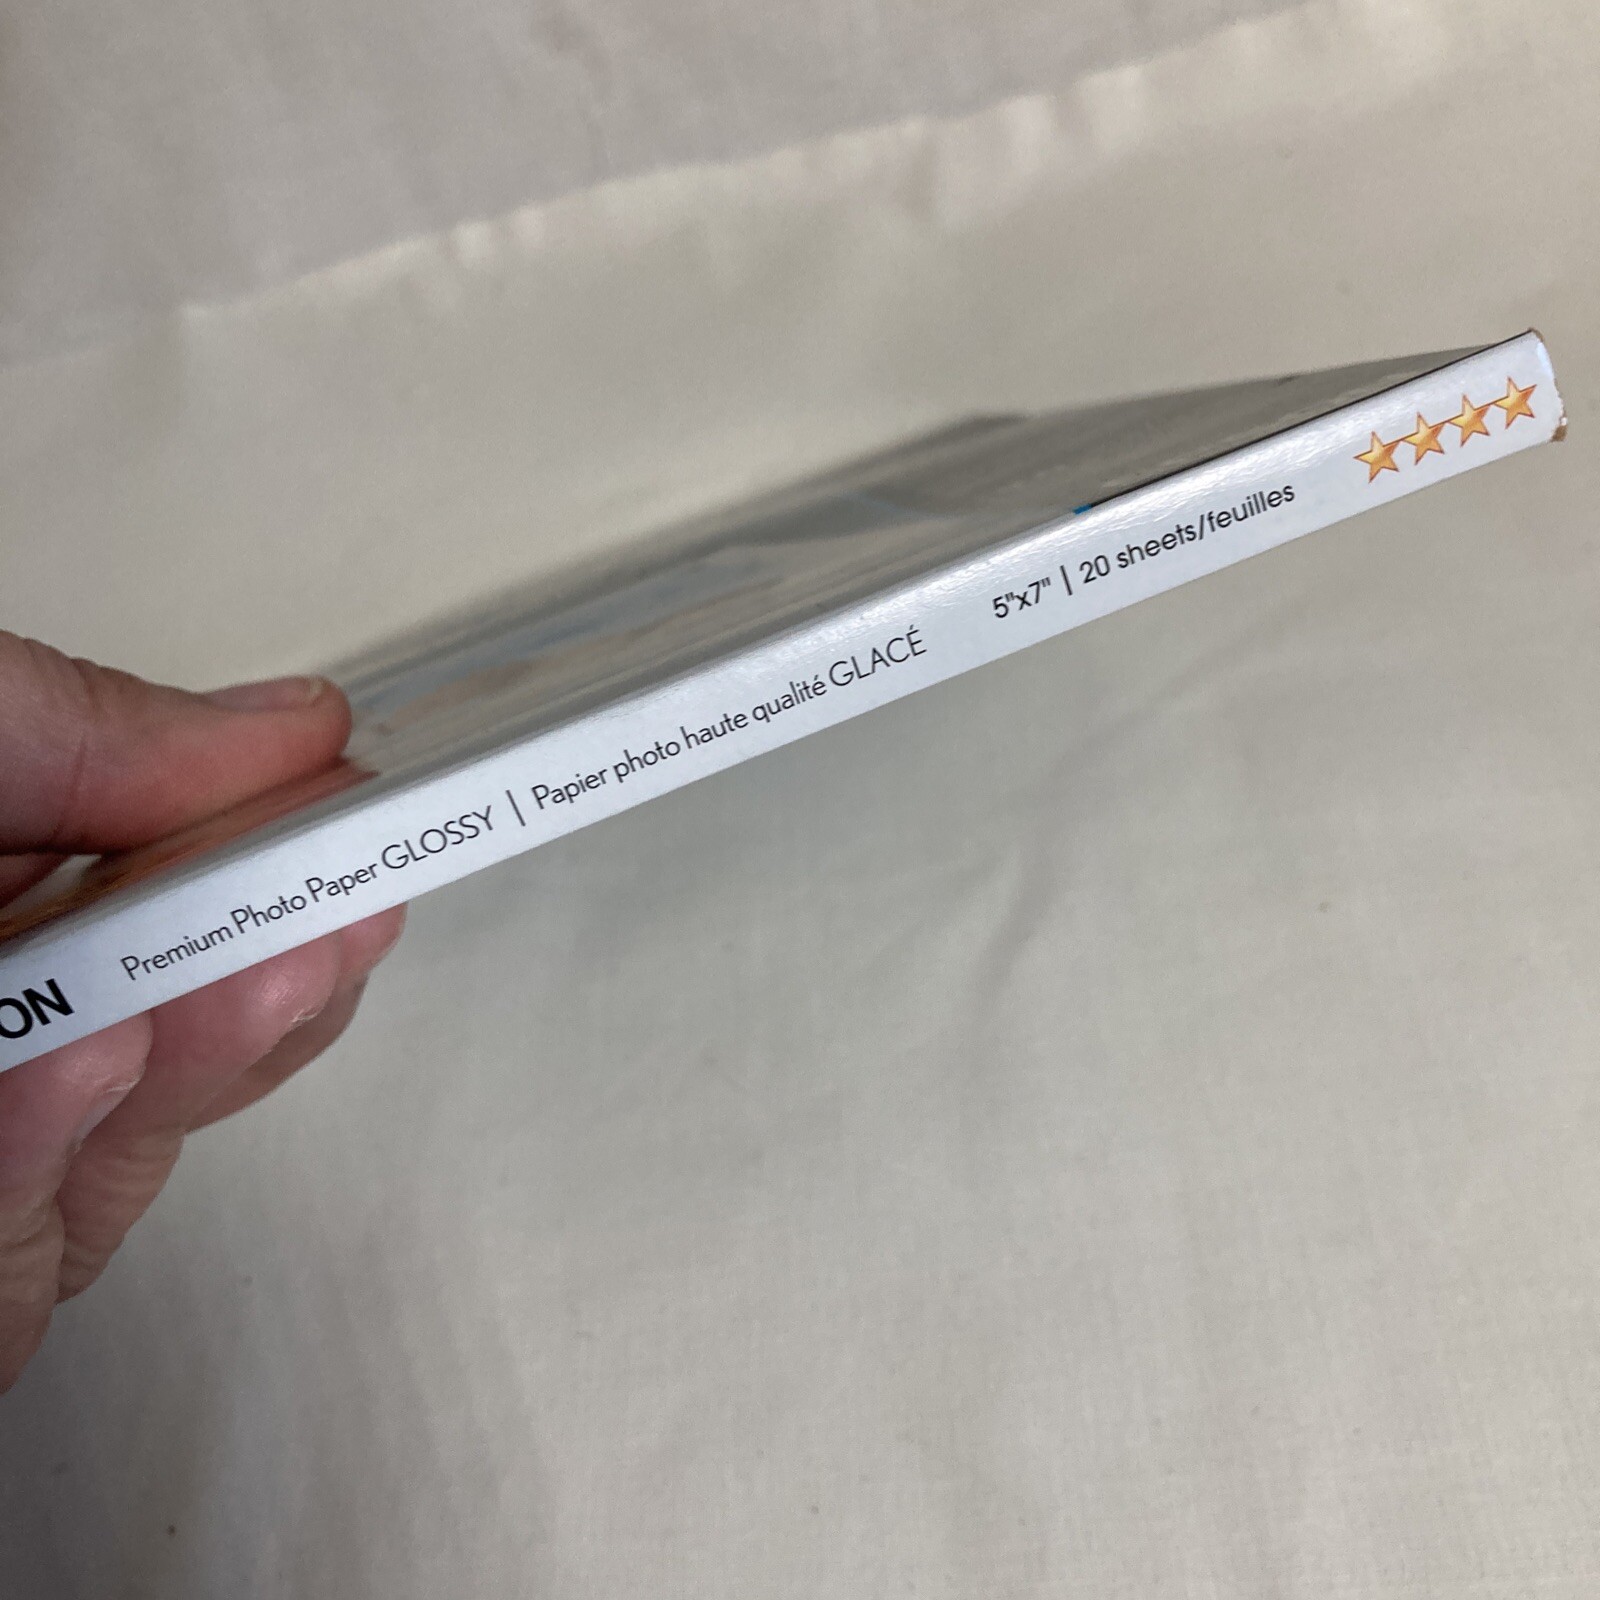 ON Premium Photo Paper GLOSSY | Papier photo haute qualité GLACÉ 5"x7" | 20 sheets/feuilles